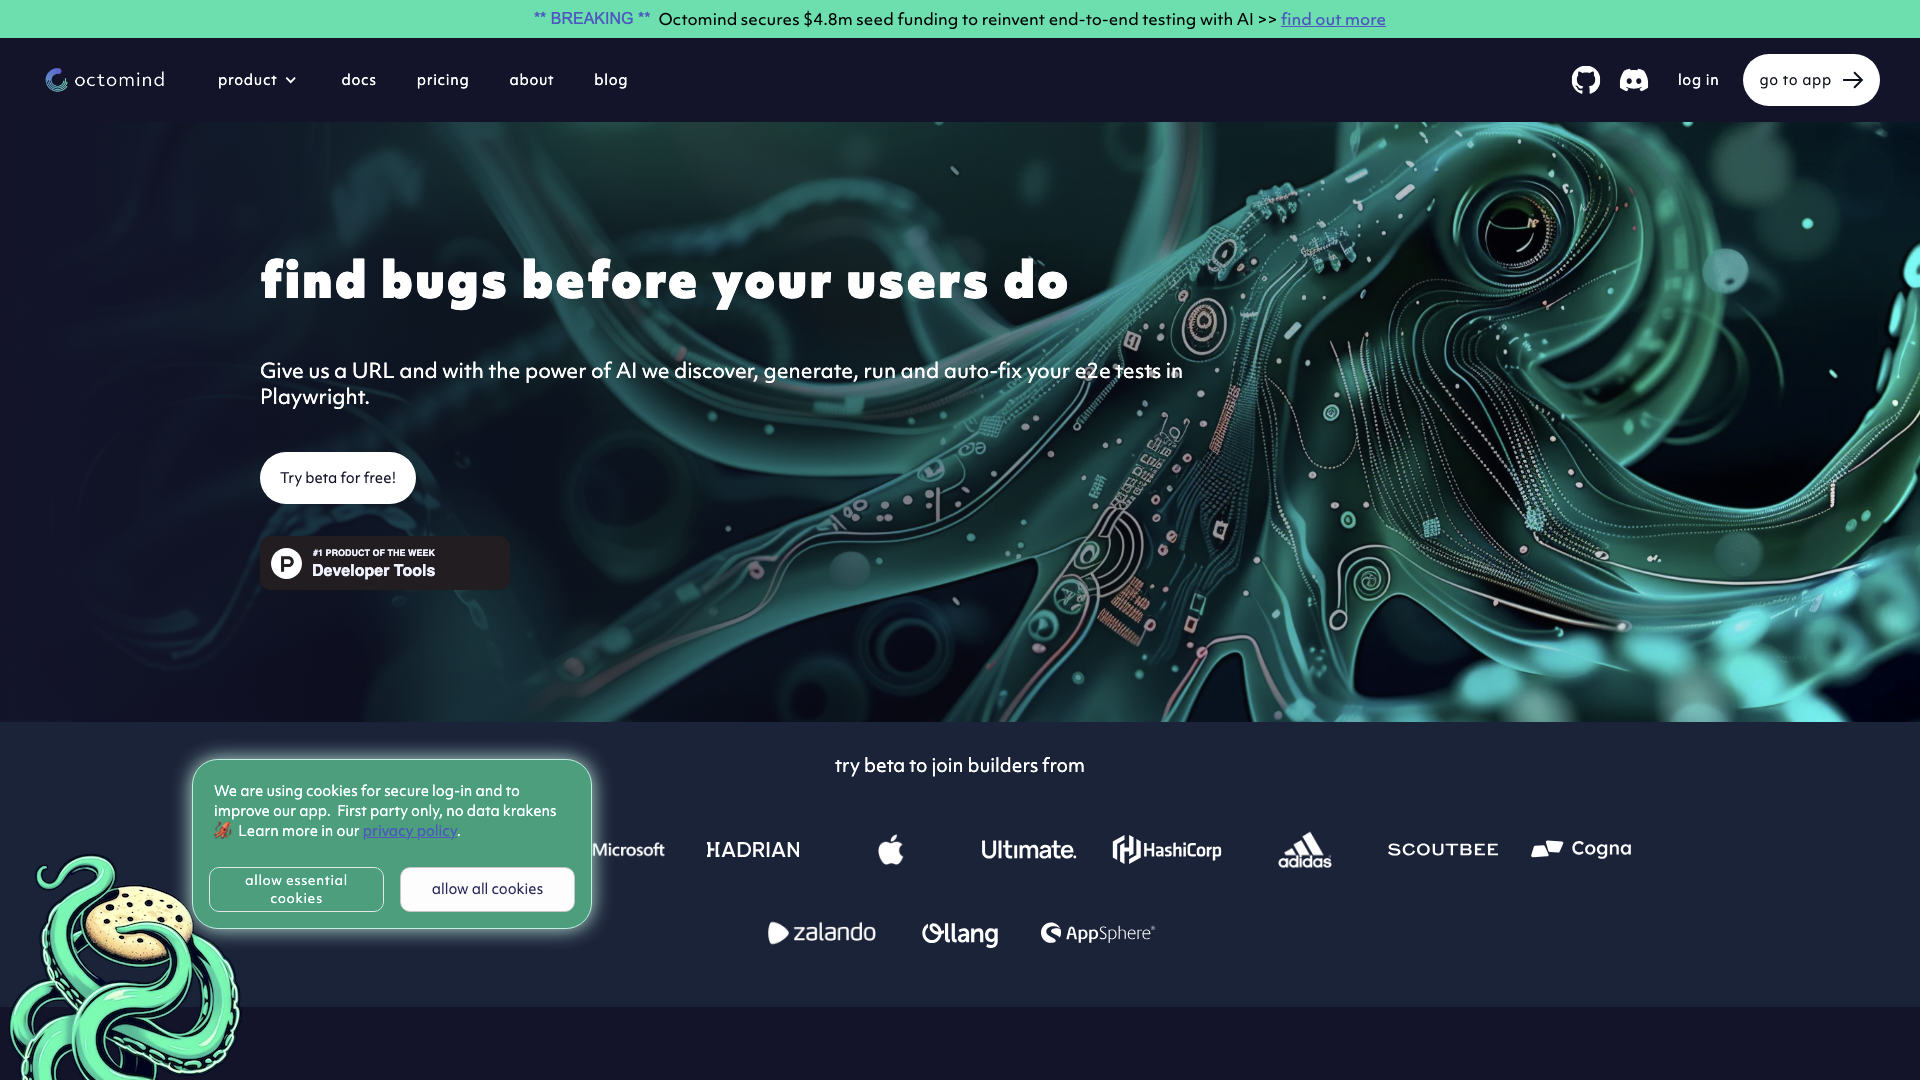 ** BREAKING ** Octomind secures $4.8m seed funding to reinvent end-to-end testing with AI >> find out more
octomind
product
docs
pricing
about
blog
log in
go to app
find bugs before your users do
Give us a URL and with the power of AI we discover, generate, run and auto-fix your e2e tests in
Playwright.
Try beta for free!
P
#1 PRODUCT OF THE WEEK
Developer Tools
try beta to join builders from
We are using cookies for secure log-in and to
improve our app. First party only, no data krakens
Learn more in our privacy policy.
allow essential
cookies
allow all cookies
Microsoft
HADRIAN
Ultimate.
HashiCorp
adidas
SCOUTBEE
Cogna
zalando
Ollang
AppSphere